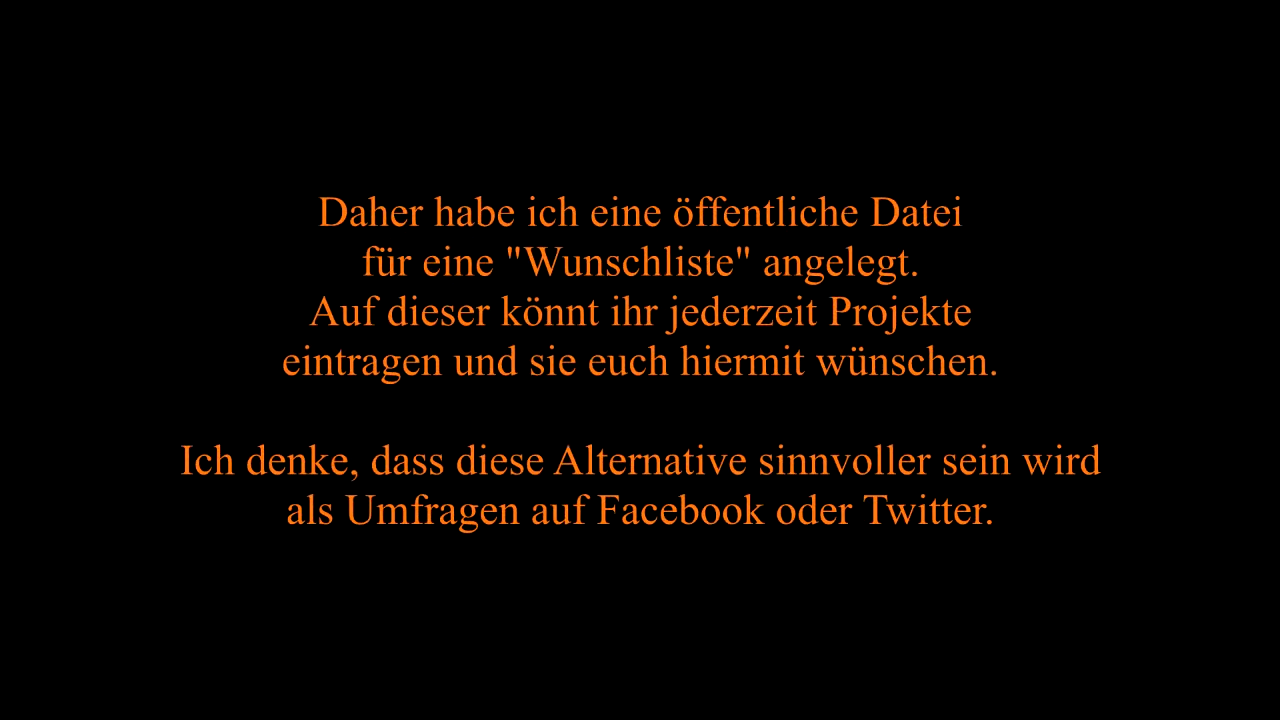 Daher habe ich eine öffentliche Datei
für eine "Wunschliste" angelegt.
Auf dieser könnt ihr jederzeit Projekte
eintragen und sie euch hiermit wünschen.
Ich denke, dass diese Alternative sinnvoller sein wird
als Umfragen auf Facebook oder Twitter.